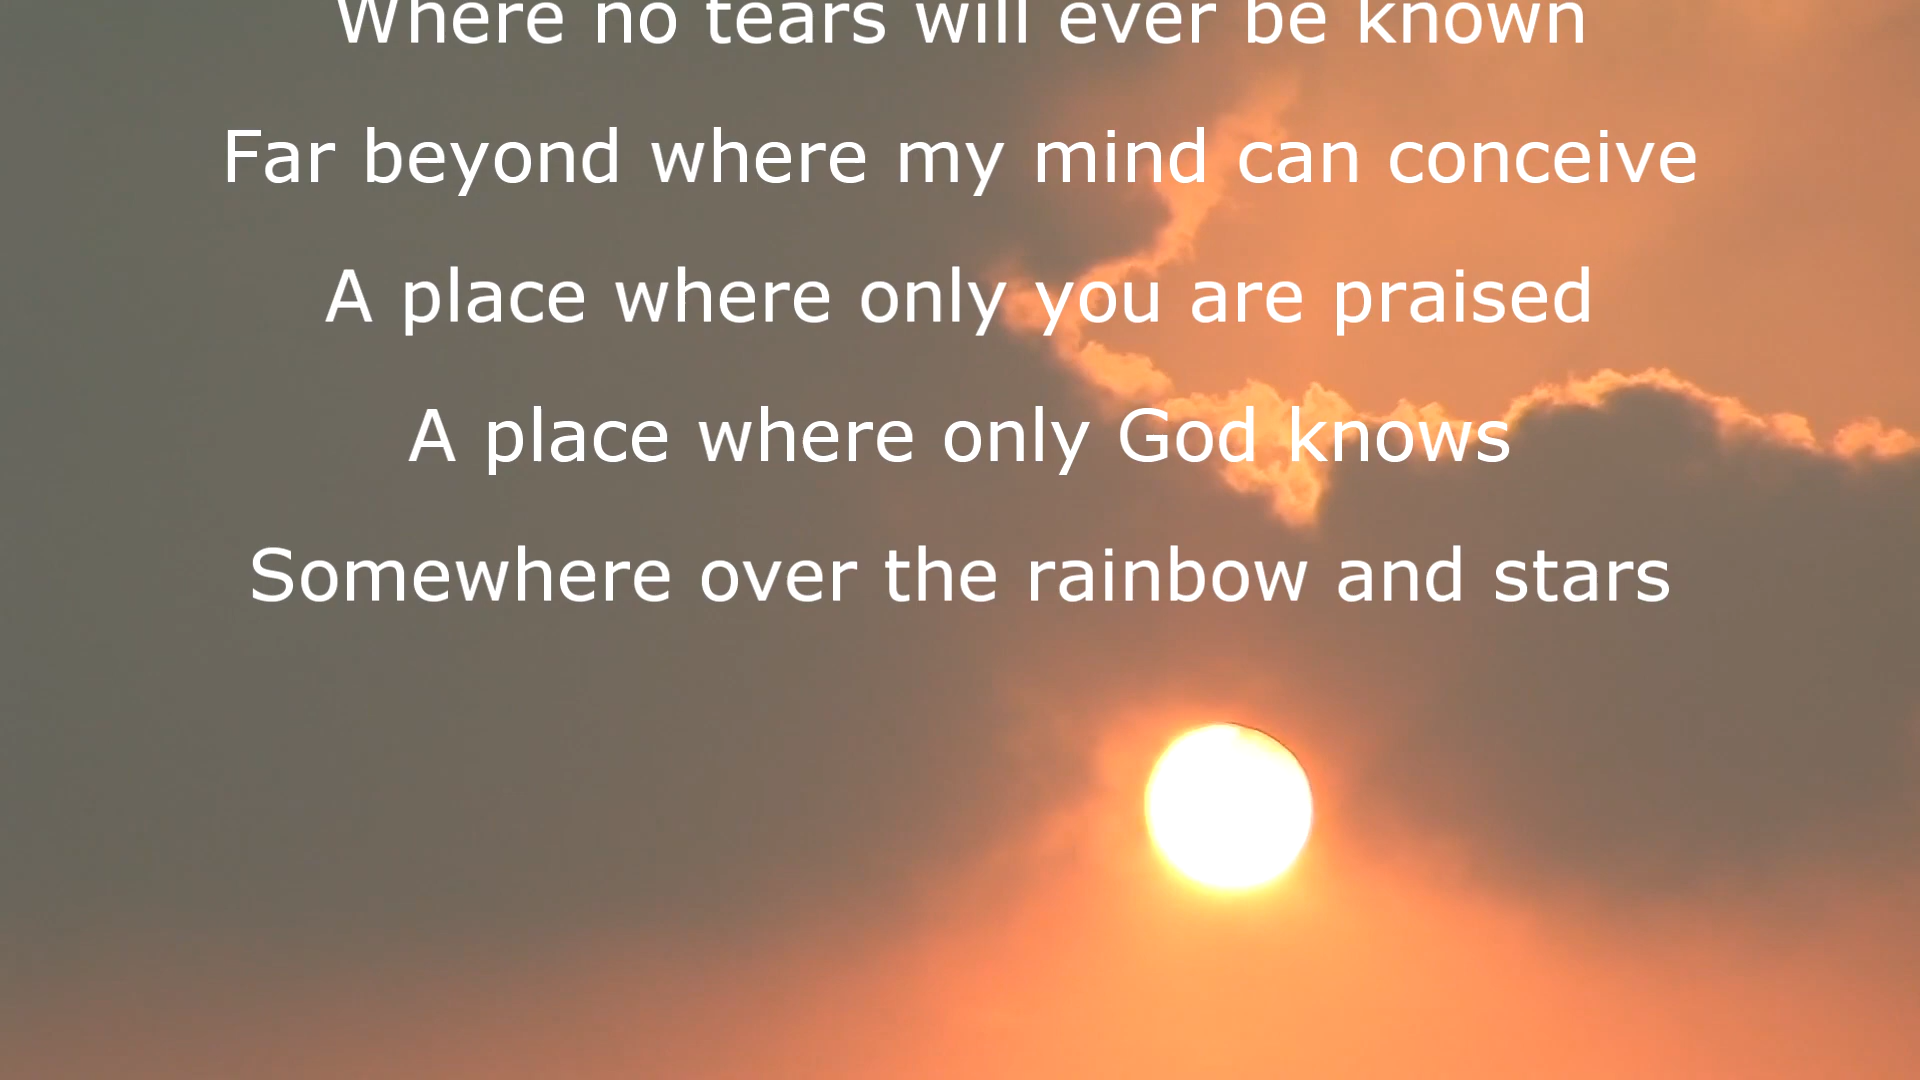 Where no tears will ever be known
Far beyond where my mind can conceive
A place where only you are praised
A place where only God knows
Somewhere over the rainbow and stars